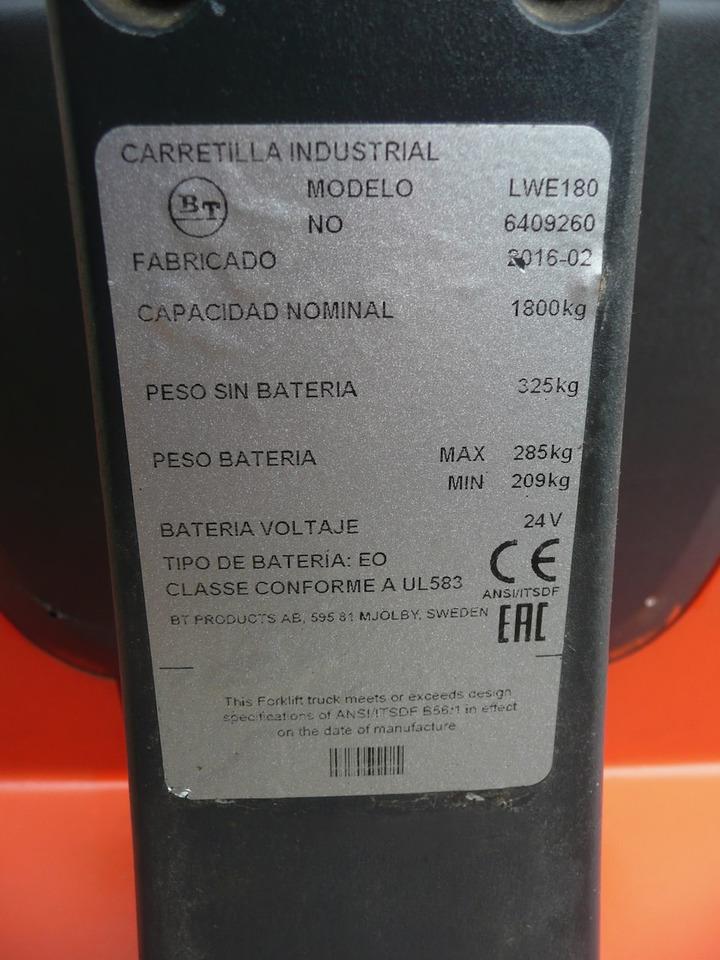 CARRETILLA INDUSTRIAL
BT
MODELO LWE180
NO 6409260
FABRICADO 2016-02
CAPACIDAD NOMINAL 1800kg
PESO SIN BATERIA 325kg
PESO BATERIA MAX 285kg
MIN 209kg
BATERIA VOLTAJE 24V
TIPO DE BATERÍA: EO
CLASSE CONFORME A UL583
CE
ANSI/ITSDF
BT PRODUCTS AB, 595 81 MJÖLBY, SWEDEN
EAC
This Forklift truck meets or exceeds design
specifications of ANSI/ITSDF B56.1 in effect
on the date of manufacture